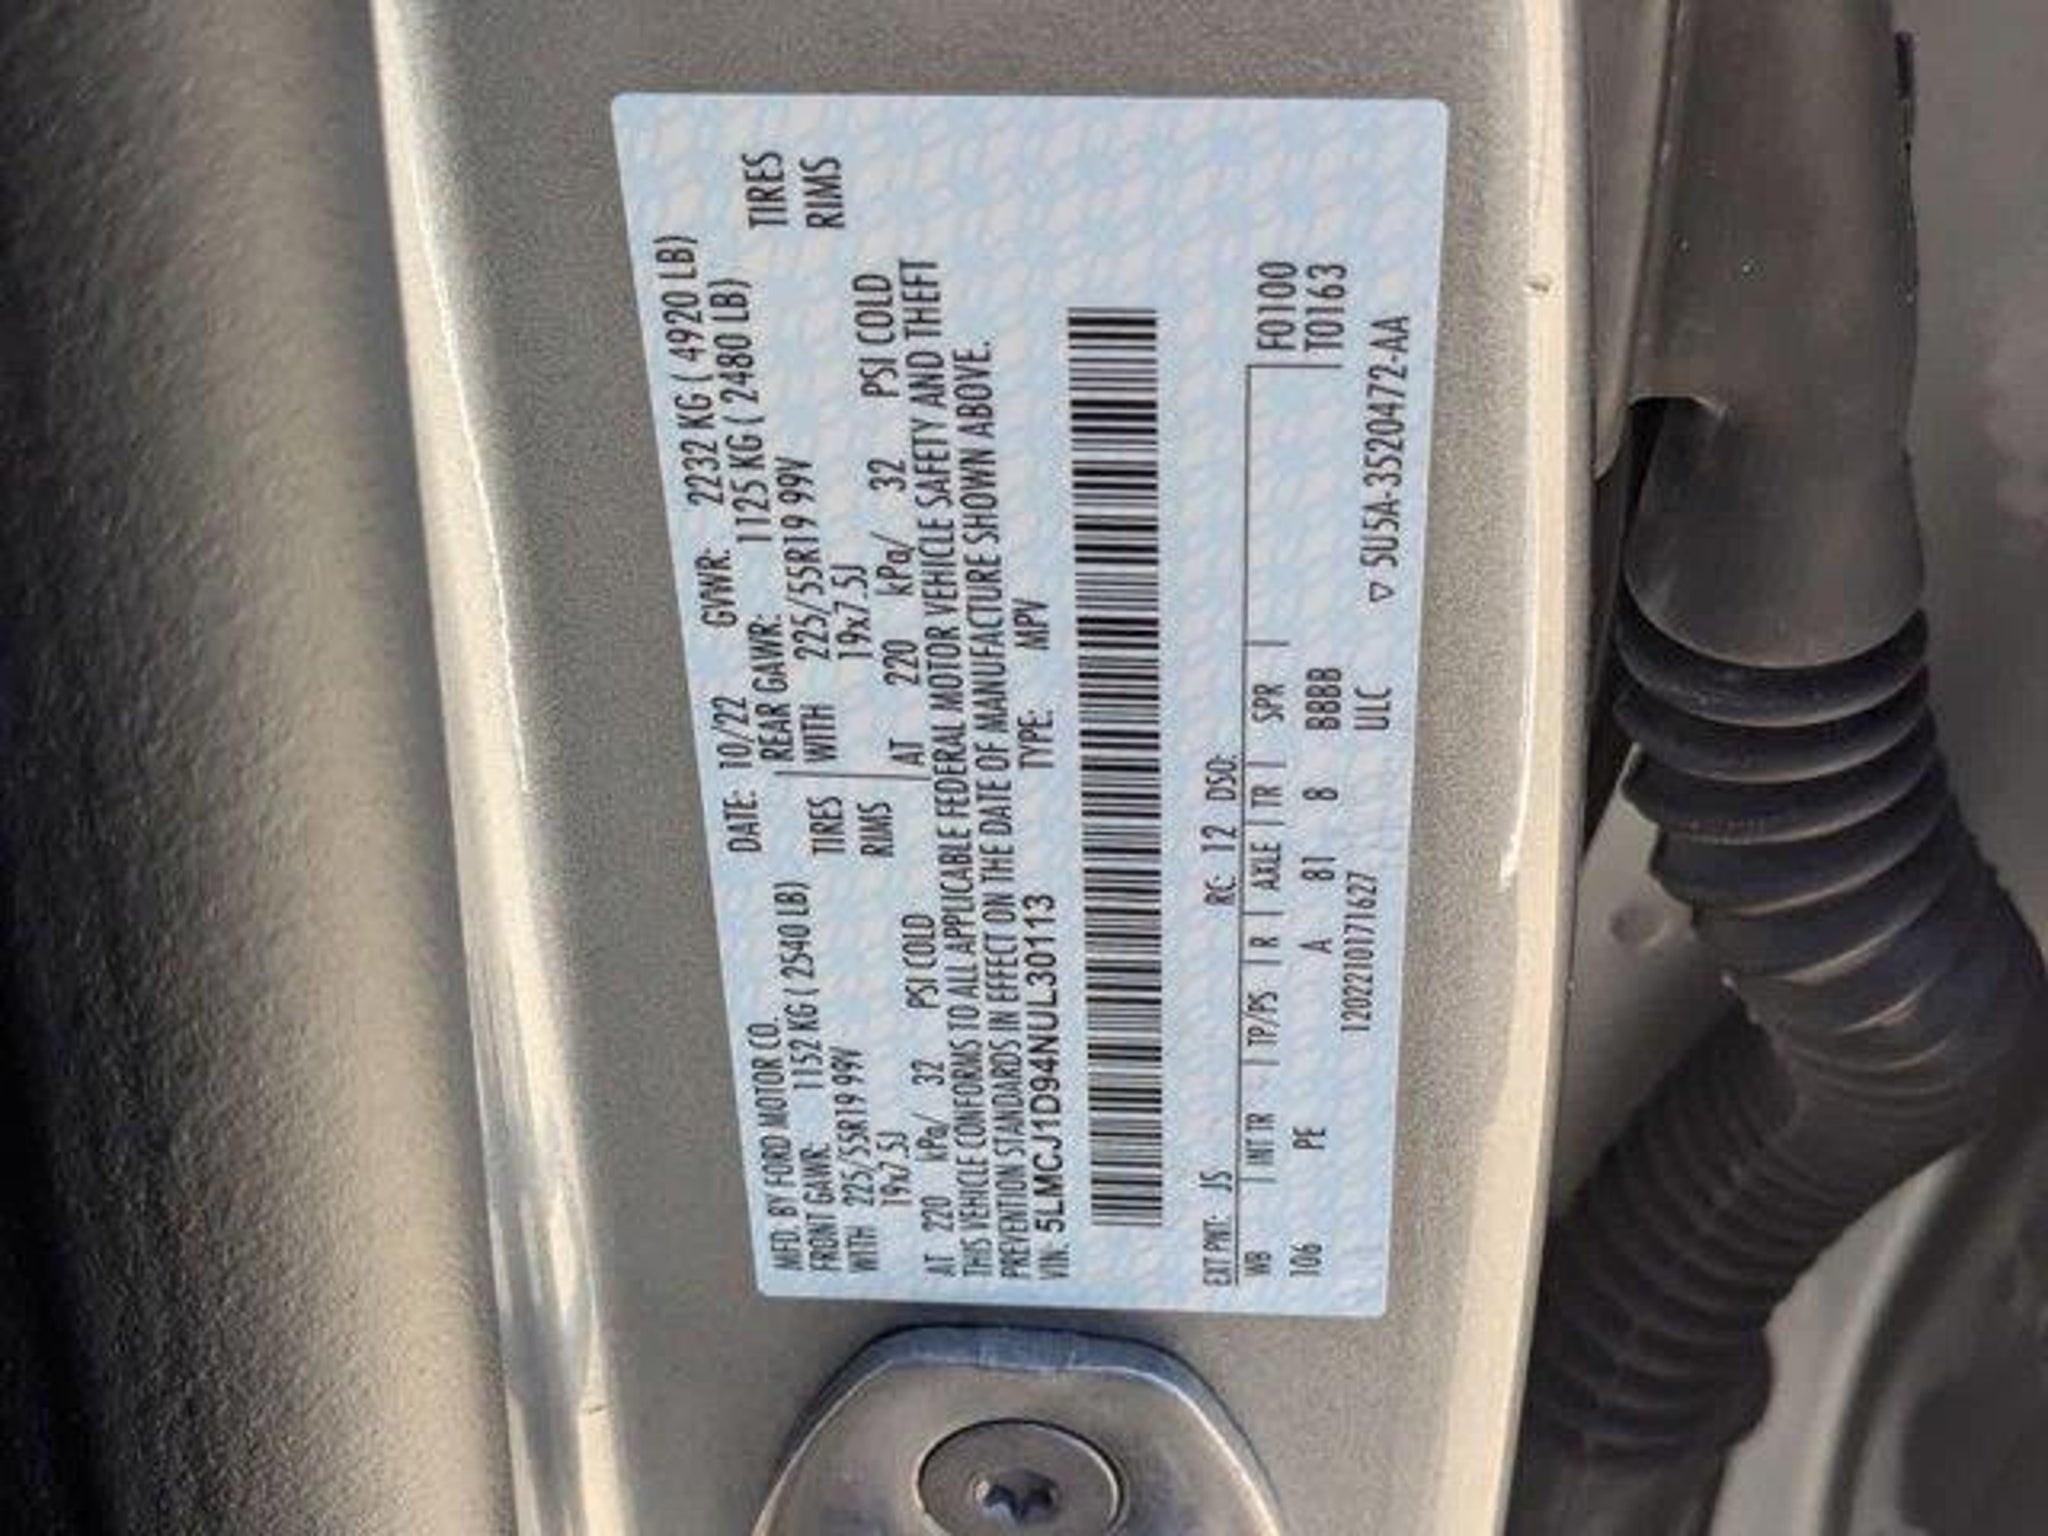 MFD. BY FORD MOTOR CO. DATE: 10/22 GVWR: 2232 KG ( 4920 LB)
FRONT GAWR: 1152 KG ( 2540 LB) REAR GAWR: 1125 KG ( 2480 LB)
WITH 225/55R19 99V TIRES WITH 225/55R19 99V TIRES
19x7.5J RIMS 19x7.5J RIMS
AT 220 kPa/ 32 PSI COLD AT 220 kPa/ 32 PSI COLD
THIS VEHICLE CONFORMS TO ALL APPLICABLE FEDERAL MOTOR VEHICLE SAFETY AND THEFT
PREVENTION STANDARDS IN EFFECT ON THE DATE OF MANUFACTURE SHOWN ABOVE.
VIN: 5LMCJ1D94NUL30113 TYPE: MPV
EXT PNT: JS RC: 12 DSO:
WB INT TR TP/PS R AXLE TR SPR F0100
106 PE A 81 8 BBBB T0163
120221017162​7 ULC
▽ 5U5A-3520472-AA